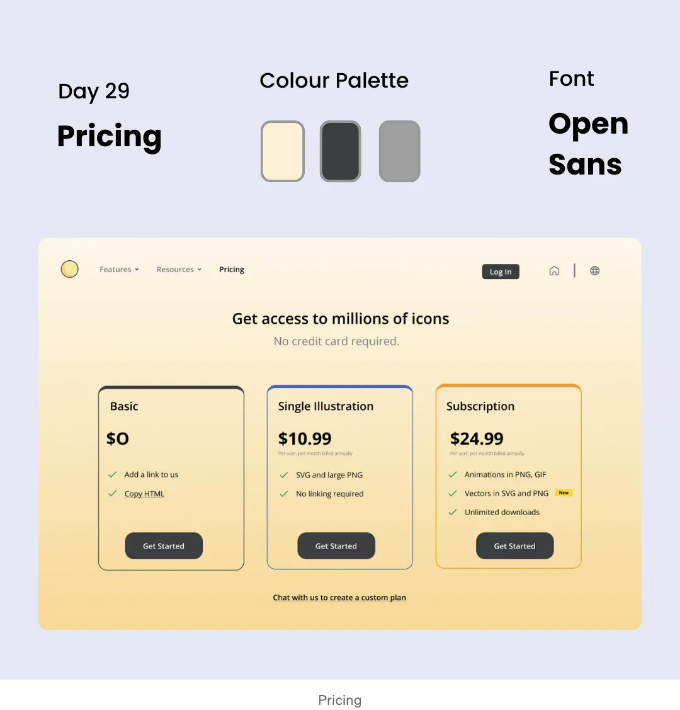 Day 29
Pricing
Colour Palette
Font
Open
Sans
Features
Resources
Pricing
Log In
Get access to millions of icons
No credit card required.
Basic
$O
Add a link to us
Copy HTML
Get Started
Single Illustration
$10.99
Per user, per month billed annually
SVG and large PNG
No linking required
Get Started
Subscription
$24.99
Per user, per month billed annually
Animations in PNG, GIF
Vectors in SVG and PNG New
Unlimited downloads
Get Started
Chat with us to create a custom plan
Pricing